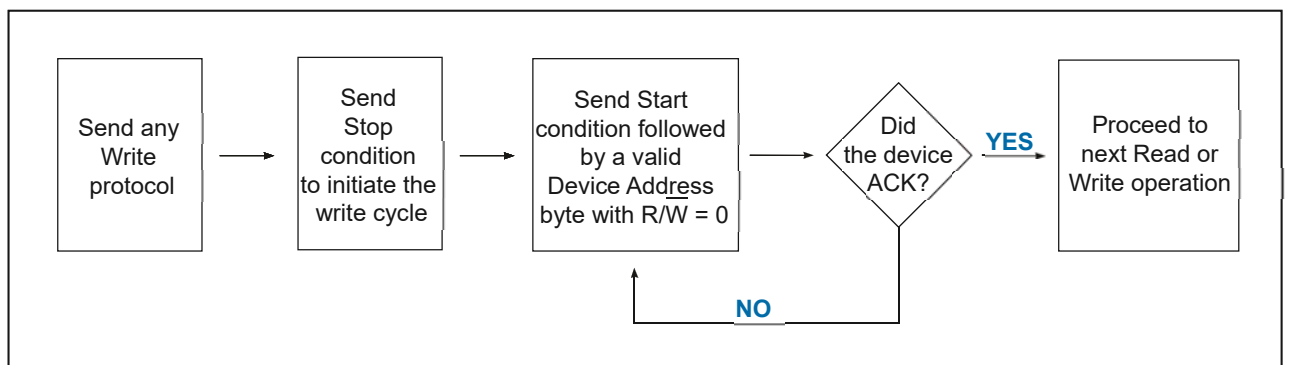 Send any
Write
protocol
Send
Stop
condition
to initiate the
write cycle
Send Start
condition followed
by a valid
Device Address
byte with R/W̅ = 0
Did
the device
ACK?
YES
NO
Proceed to
next Read or
Write operation